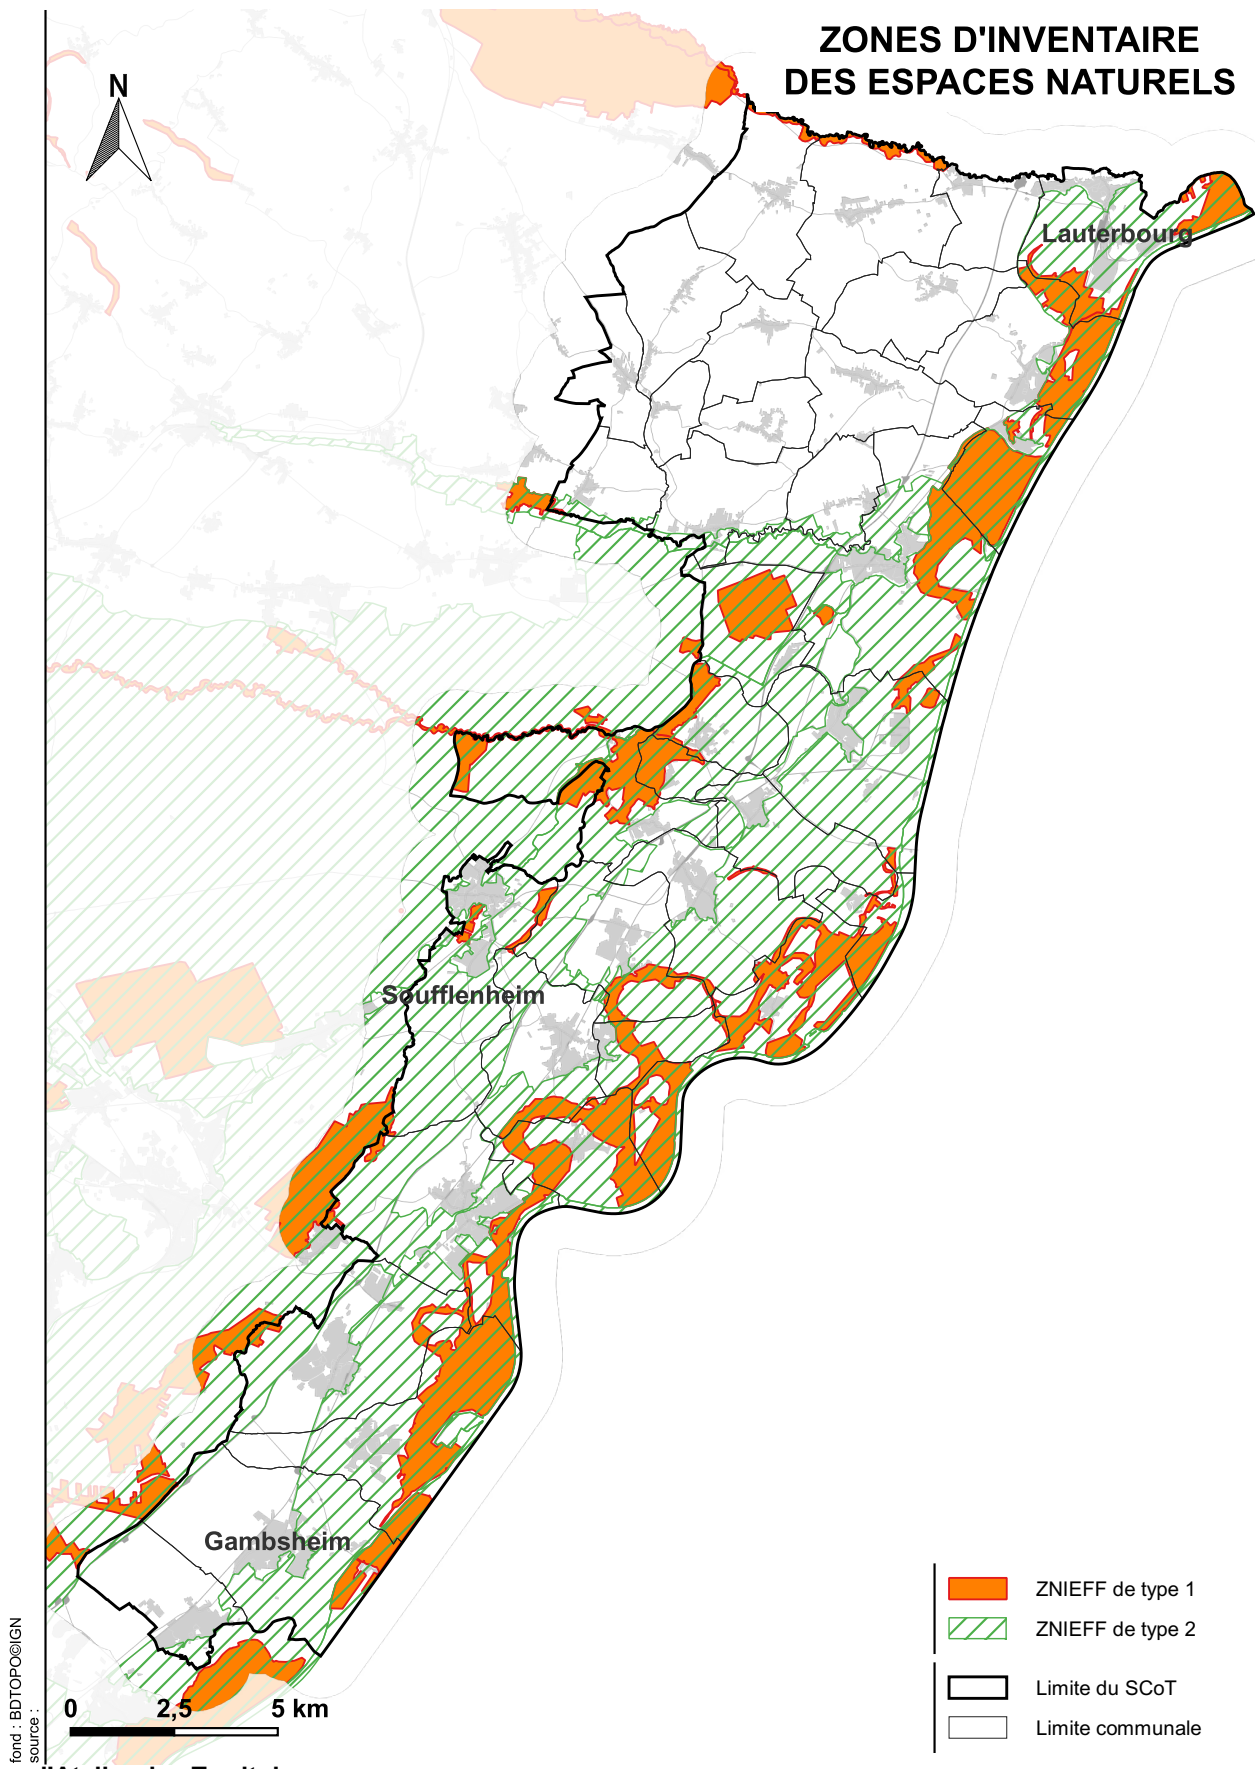 ZONES D'INVENTAIRE
DES ESPACES NATURELS
N
Lauterbourg
Soufflenheim
Gambsheim
ZNIEFF de type 1
ZNIEFF de type 2
Limite du SCoT
Limite communale
0 2,5 5 km
fond : BDTOPO©IGN
source :